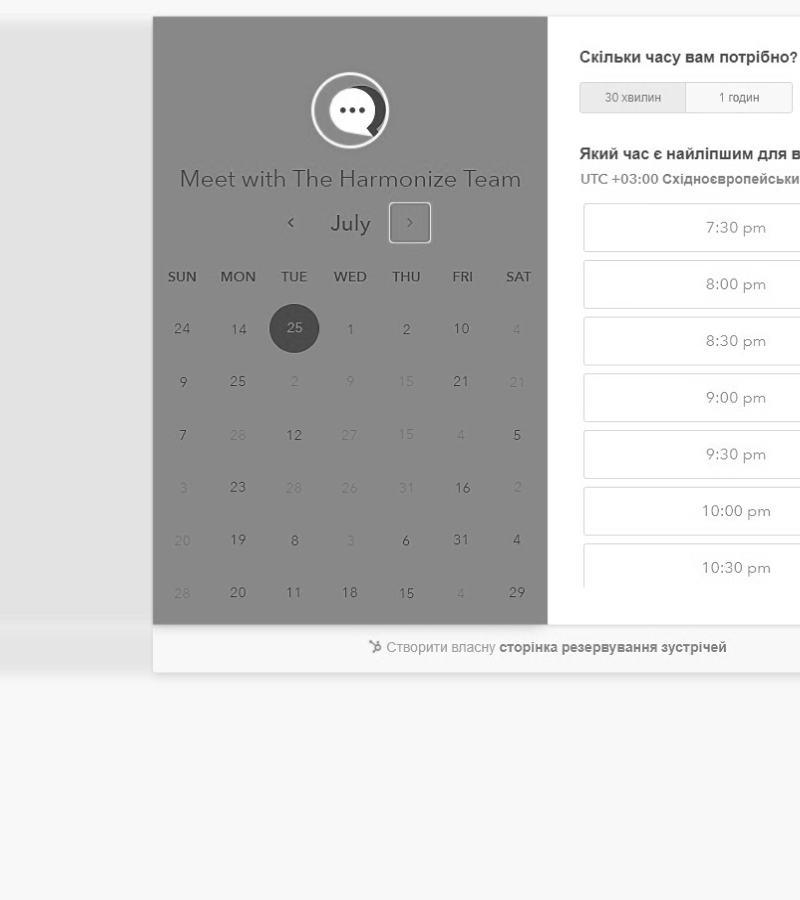 Meet with The Harmonize Team
July
SUN MON TUE WED THU FRI SAT
24 14 25 1 2 10 4
9 25 2 9 15 21 21
7 28 12 27 15 4 5
3 23 28 26 31 16 2
20 19 8 3 6 31 4
28 20 11 18 15 4 29
Скільки часу вам потрібно?
30 хвилин 1 годин
Який час є найліпшим для в
UTC +03:00 Східноєвропейськи
7:30 pm
8:00 pm
8:30 pm
9:00 pm
9:30 pm
10:00 pm
10:30 pm
Створити власну сторінка резервування зустрічей